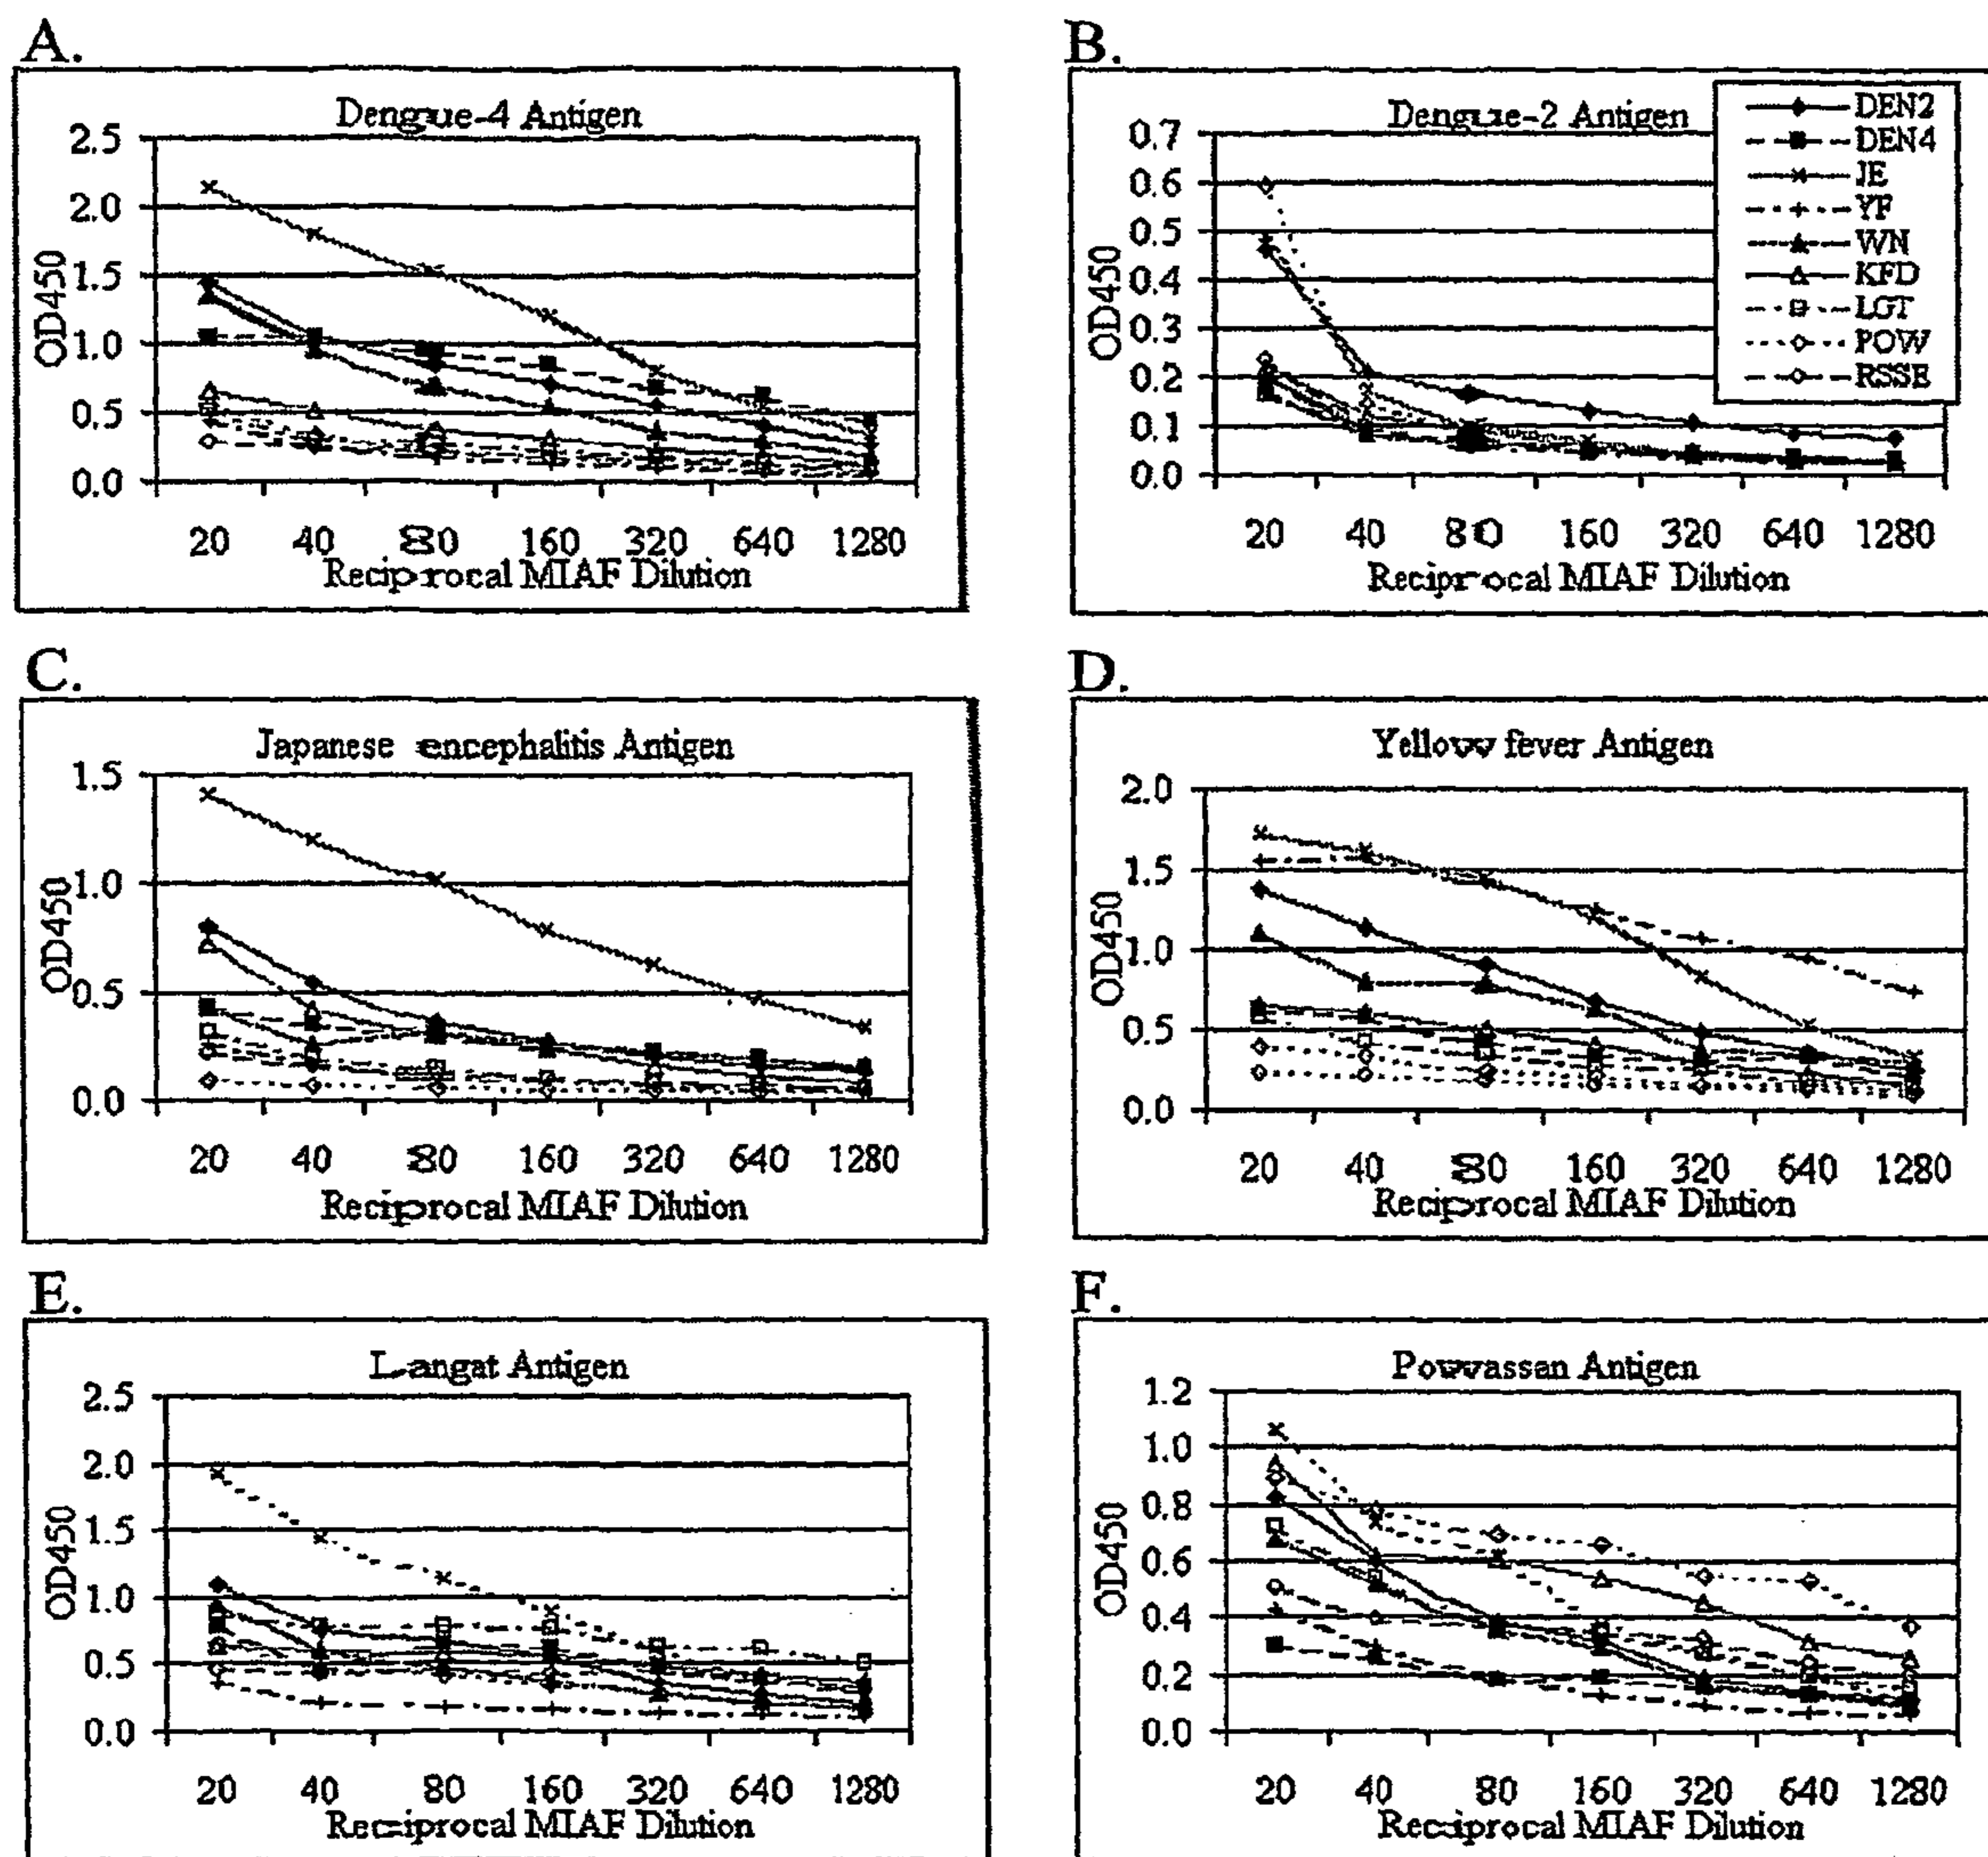 A.
Dengue-4 Antigen
2.5
2.0
1.5
1.0
0.5
0.0
OD450
20 40 80 160 320 640 1280
Reciprocal MIAF Dilution
B.
Dengue-2 Antigen
0.7
0.6
0.5
0.4
0.3
0.2
0.1
0.0
OD450
20 40 80 160 320 640 1280
Reciprocal MIAF Dilution
DEN2
DEN4
JE
YF
WN
KFD
LGT
POW
RSSE
C.
Japanese encephalitis Antigen
1.5
1.0
0.5
0.0
OD450
20 40 80 160 320 640 1280
Reciprocal MIAF Dilution
D.
Yellow fever Antigen
2.0
1.5
1.0
0.5
0.0
OD450
20 40 80 160 320 640 1280
Reciprocal MIAF Dilution
E.
Langat Antigen
2.5
2.0
1.5
1.0
0.5
0.0
OD450
20 40 80 160 320 640 1280
Reciprocal MIAF Dilution
F.
Powassan Antigen
1.2
1.0
0.8
0.6
0.4
0.2
0.0
OD450
20 40 80 160 320 640 1280
Reciprocal MIAF Dilution